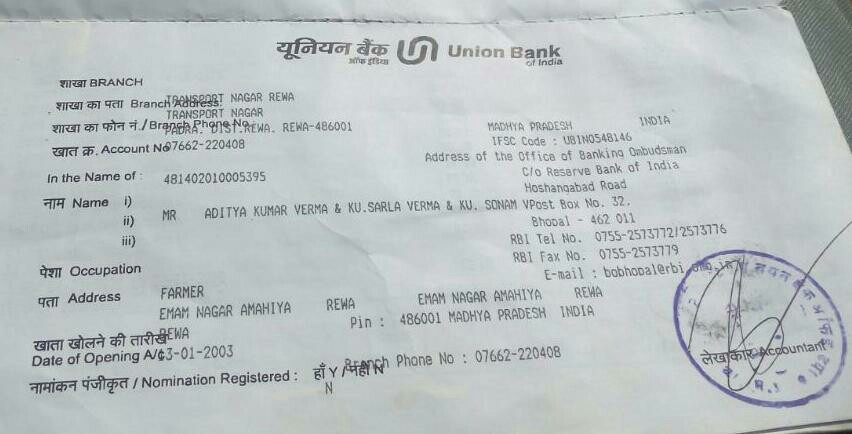 यूनियन बैंक Union Bank
ऑफ इंडिया of India
शाखा BRANCH
शाखा का पता Branch Address: TRANSPORT NAGAR REWA
TRANSPORT NAGAR
शाखा का फोन नं./Branch Phone No. PADRA. DIST.REWA. REWA-486001 MADHYA PRADESH INDIA
IFSC Code : UBIN0548146
खात क्र. Account No 07662-220408
Address of the Office of Banking Ombudsman
C/o Reserve Bank of India
In the Name of : 481402010005395
Hoshangabad Road
नाम Name i)
ii) MR ADITYA KUMAR VERMA & KU.SARLA VERMA & KU. SONAM V Post Box No. 32,
Bhopal - 462 011
iii)
RBI Tel No. 0755-2573772/2573776
RBI Fax No. 0755-2573779
पेशा Occupation
E-mail : bobhopal@rbi
पता Address FARMER
EMAM NAGAR AMAHIYA REWA EMAM NAGAR AMAHIYA REWA
Pin : 486001 MADHYA PRADESH INDIA
खाता खोलने की तारीख REWA
Date of Opening A/c 13-01-2003
Branch Phone No : 07662-220408
लेखाकार Accountant
नामांकन पंजीकृत / Nomination Registered : हाँ Y / नहीं N
N